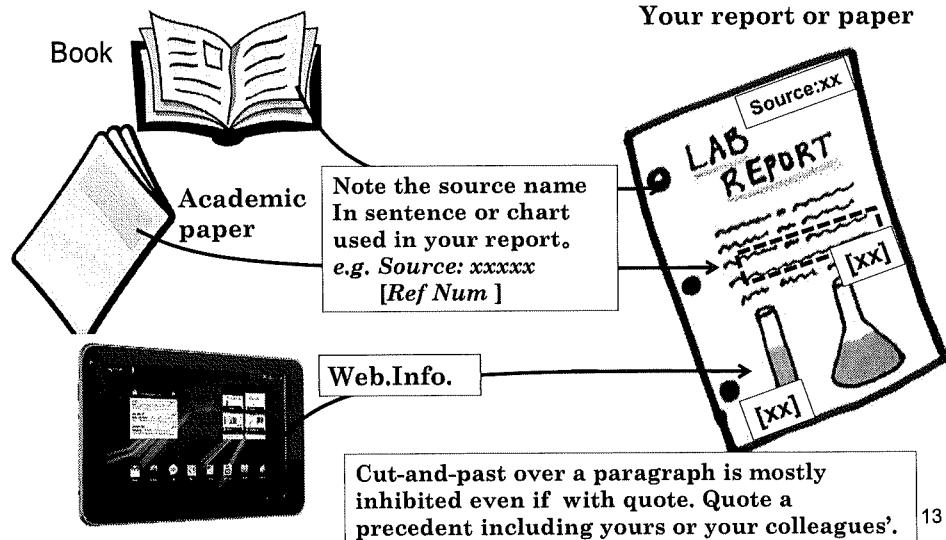 Your report or paper
Book
Source:xx
LAB
REPORT
Academic
paper
Note the source name
In sentence or chart
used in your report。
e.g. Source: xxxxx
[Ref Num ]
[xx]
Web.Info.
[xx]
Cut-and-past over a paragraph is mostly
inhibited even if with quote. Quote a
precedent including yours or your colleagues'.
13